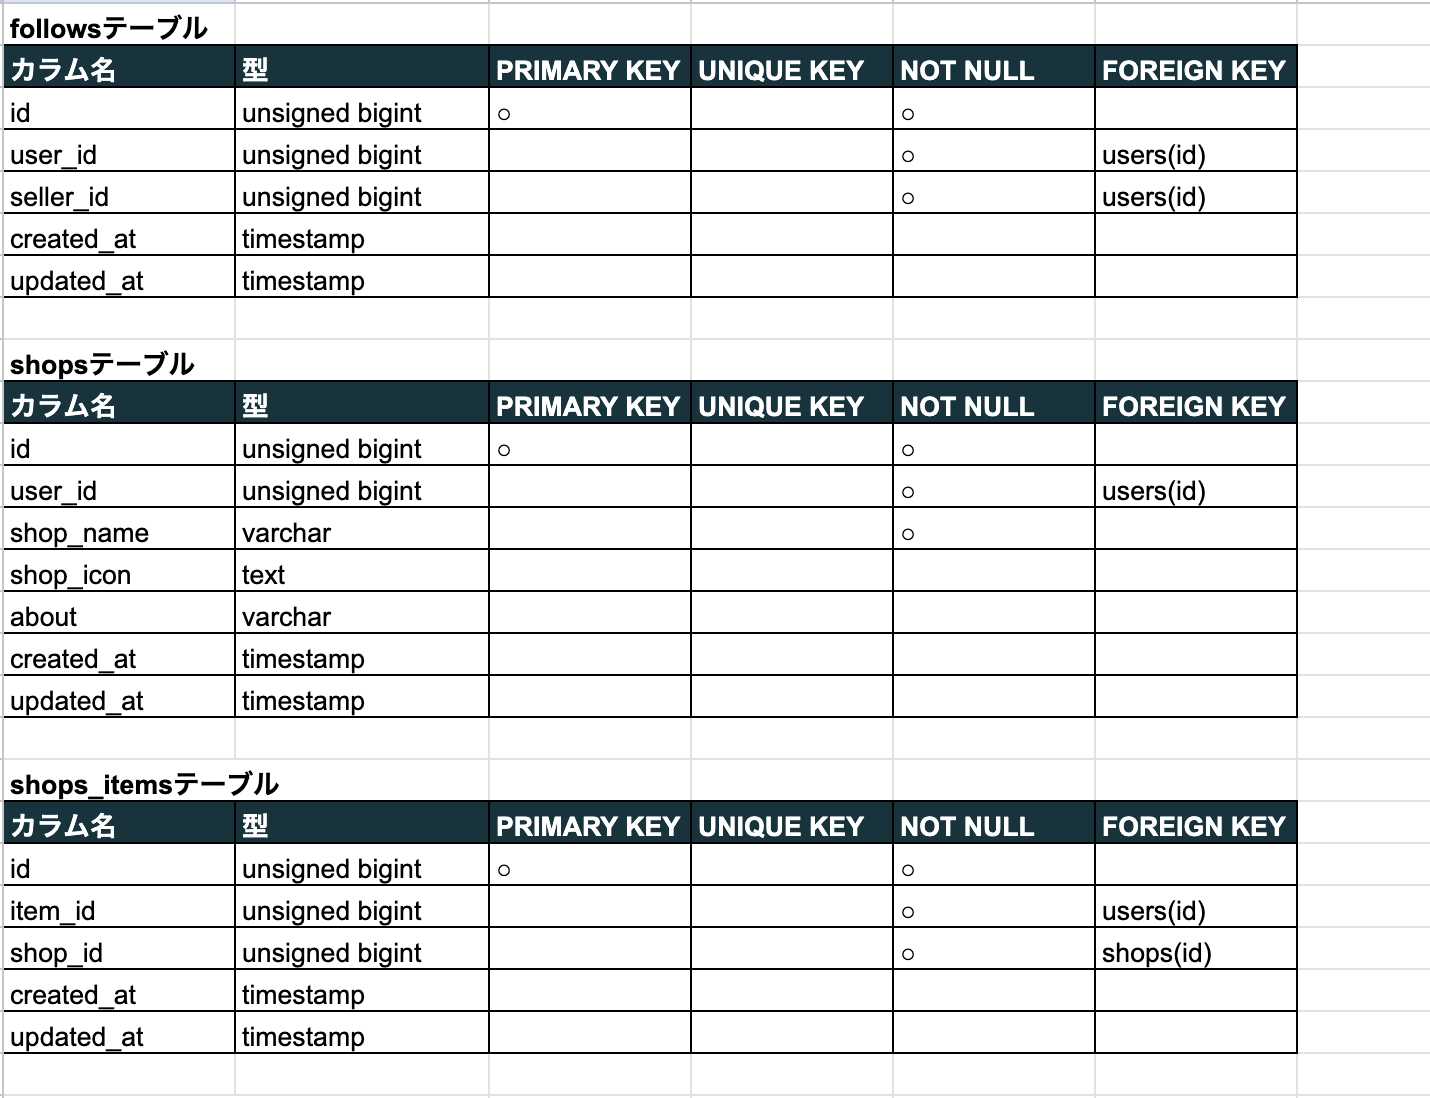 followsテーブル
カラム名 型 PRIMARY KEY UNIQUE KEY NOT NULL FOREIGN KEY
id unsigned bigint ○ ○
user_id unsigned bigint ○ users(id)
seller_id unsigned bigint ○ users(id)
created_at timestamp
updated_at timestamp
shopsテーブル
カラム名 型 PRIMARY KEY UNIQUE KEY NOT NULL FOREIGN KEY
id unsigned bigint ○ ○
user_id unsigned bigint ○ users(id)
shop_name varchar ○
shop_icon text
about varchar
created_at timestamp
updated_at timestamp
shops_itemsテーブル
カラム名 型 PRIMARY KEY UNIQUE KEY NOT NULL FOREIGN KEY
id unsigned bigint ○ ○
item_id unsigned bigint ○ users(id)
shop_id unsigned bigint ○ shops(id)
created_at timestamp
updated_at timestamp